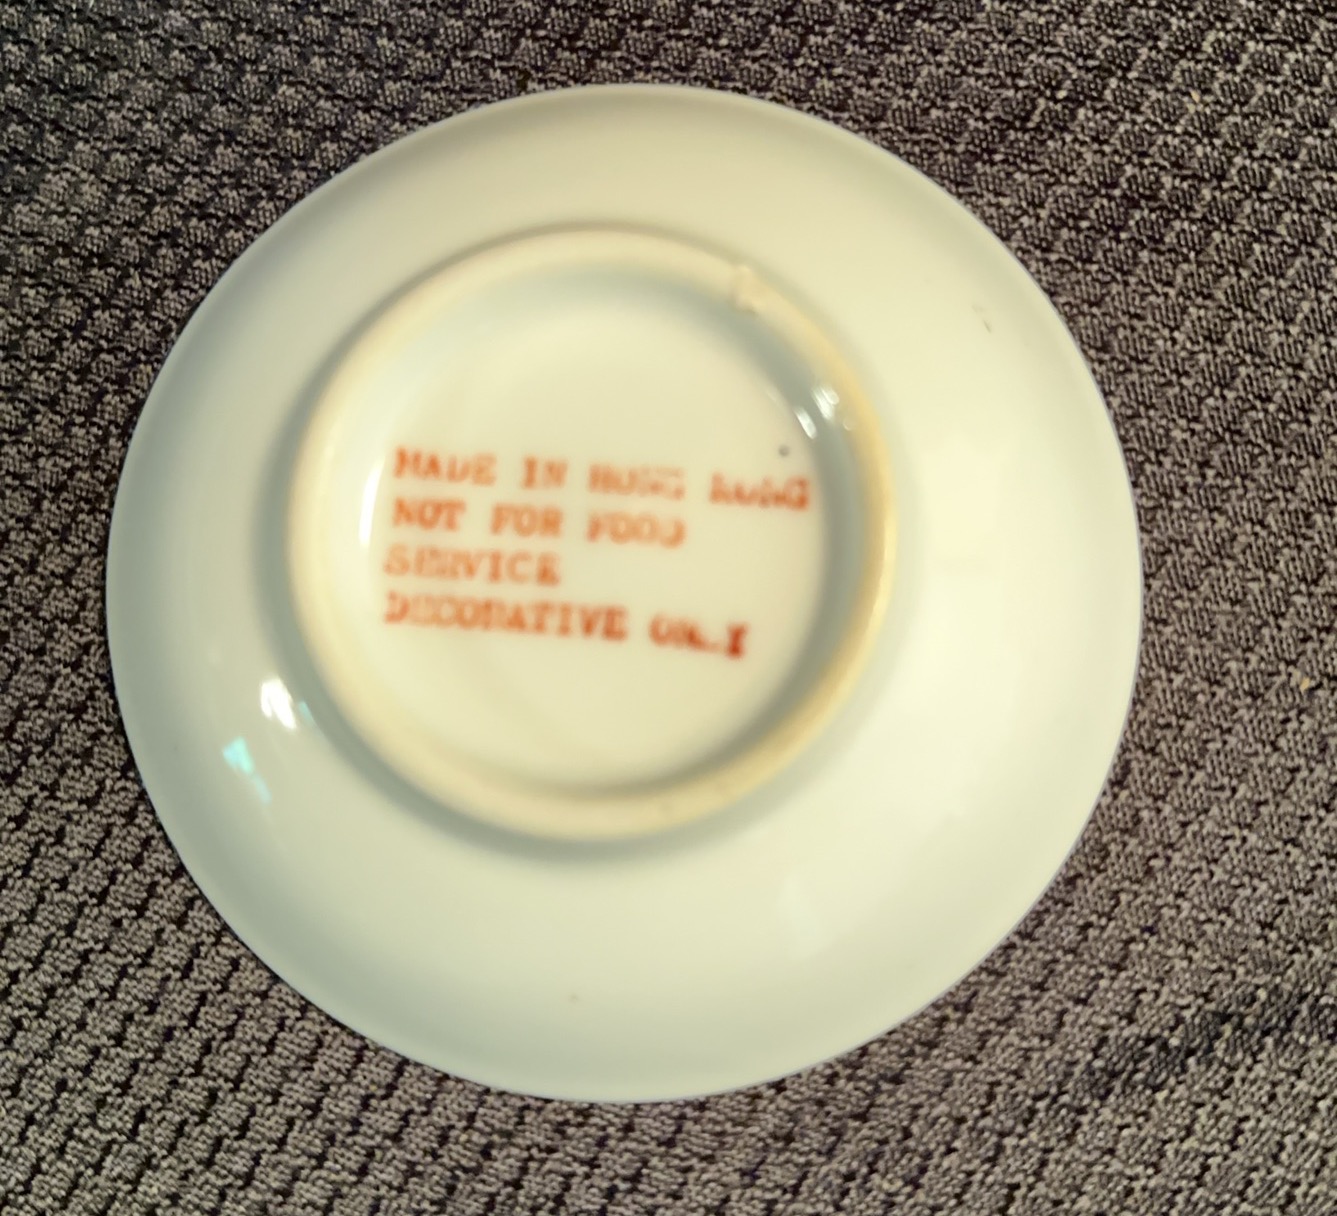 MADE IN HONG KONG
NOT FOR FOOD
SERVICE
DECORATIVE ONLY